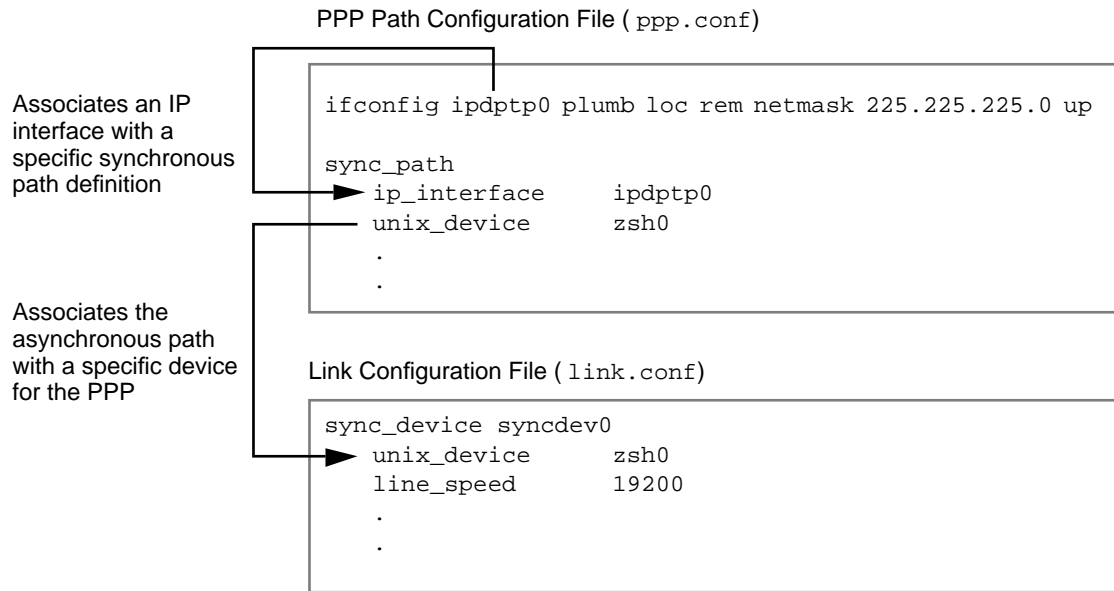 PPP Path Configuration File ( ppp.conf)
Associates an IP
interface with a
specific synchronous
path definition
ifconfig ipdptp0 plumb loc rem netmask 225.225.225.0 up
sync_path
ip_interface ipdptp0
unix_device zsh0
.
.
Associates the
asynchronous path
with a specific device
for the PPP
Link Configuration File ( link.conf)
sync_device syncdev0
unix_device zsh0
line_speed 19200
.
.